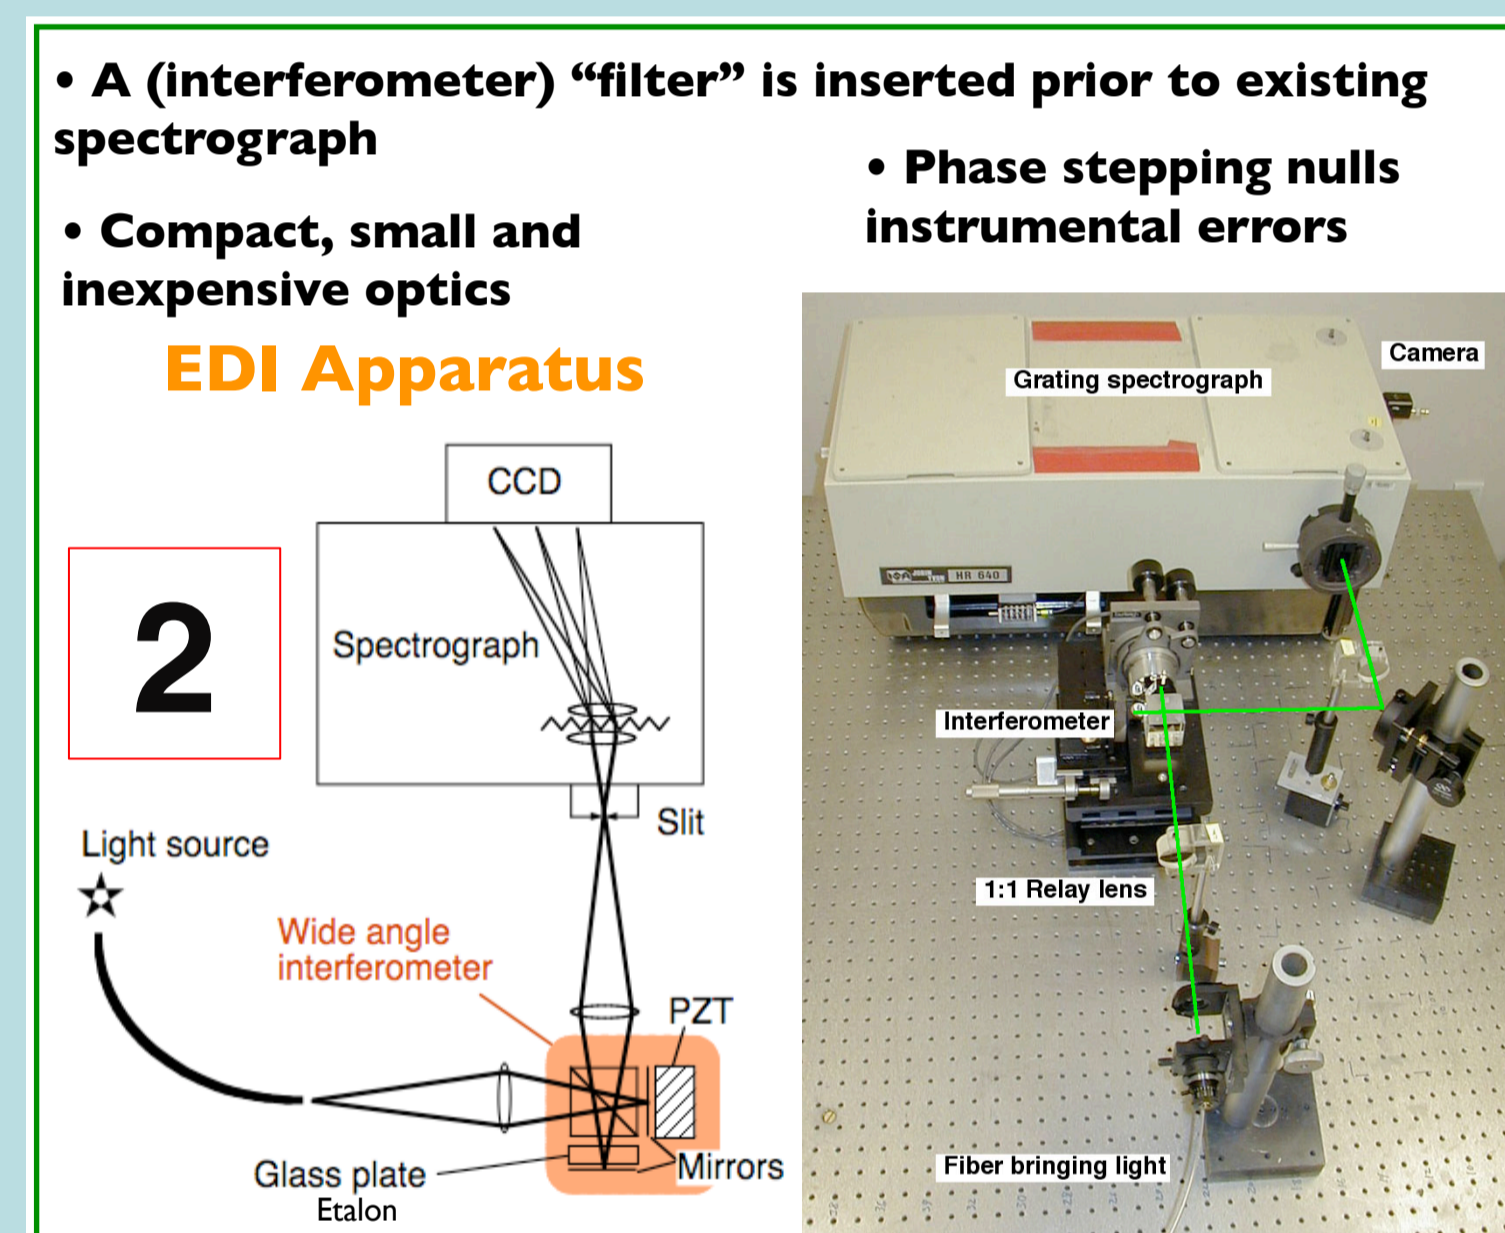 • A (interferometer) “filter” is inserted prior to existing
spectrograph
• Phase stepping nulls
instrumental errors
• Compact, small and
inexpensive optics
EDI Apparatus
CCD
Spectrograph
2
Slit
Light source
Wide angle
interferometer
PZT
Glass plate
Etalon
Mirrors
Camera
Grating spectrograph
HR 640
Interferometer
1:1 Relay lens
Fiber bringing light